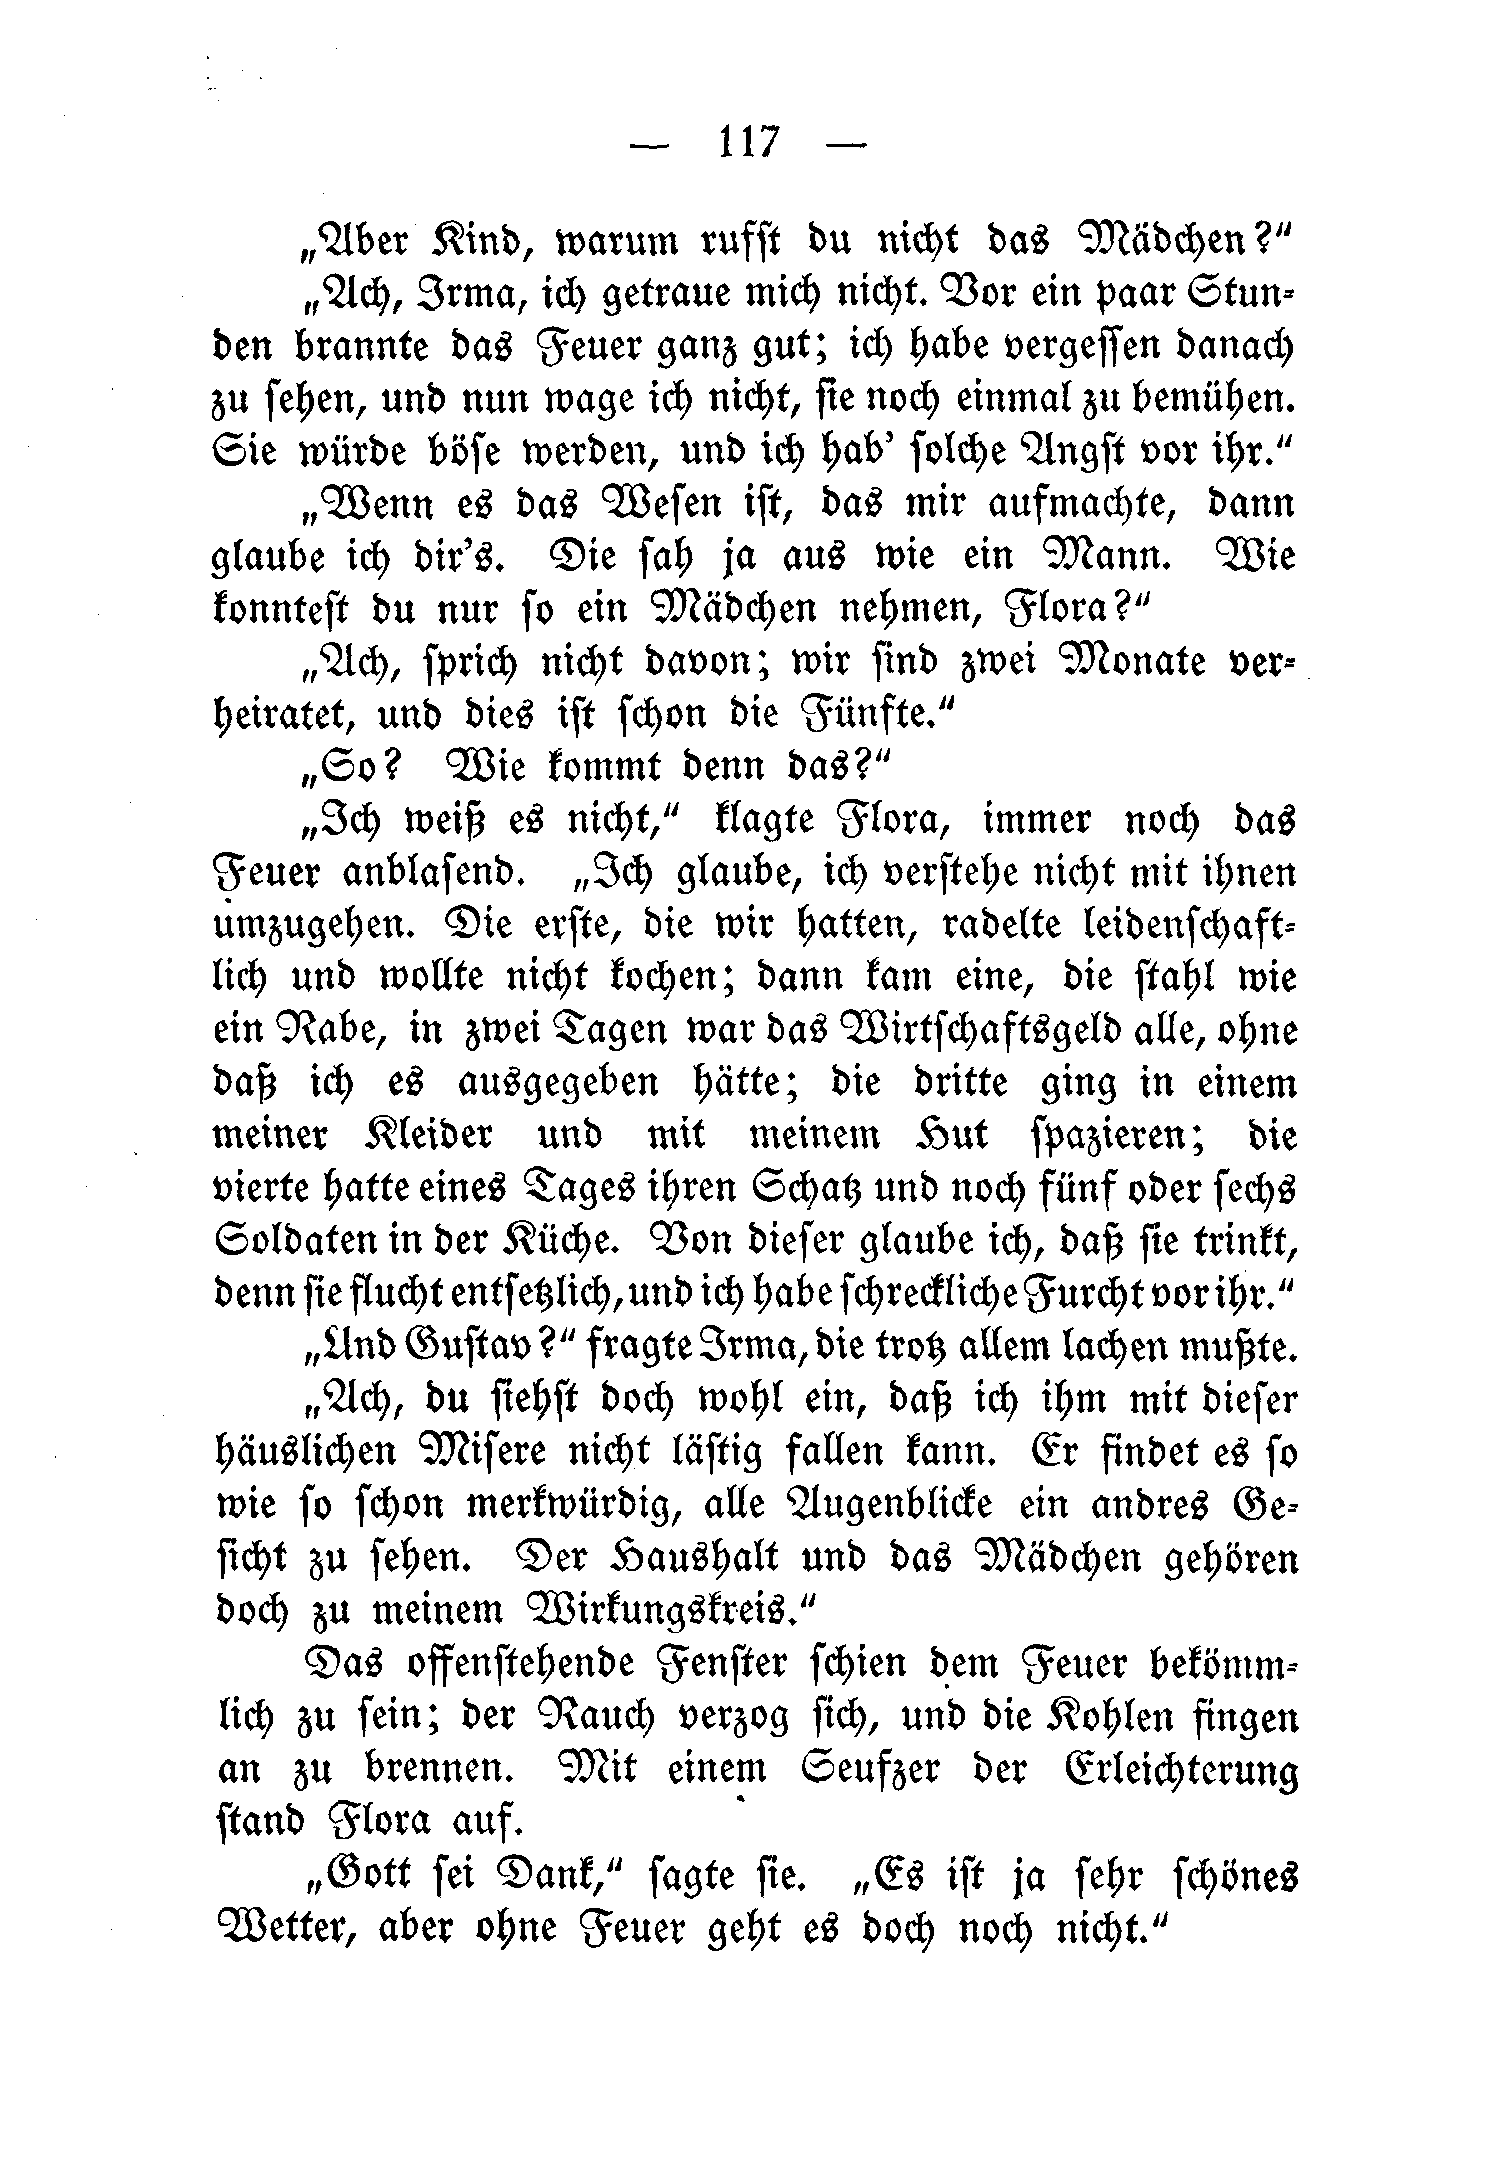 — 117 —
„Aber Kind, warum rufst du nicht das Mädchen?“
„Ach, Irma, ich getraue mich nicht. Vor ein paar Stun-
den brannte das Feuer ganz gut; ich habe vergessen danach
zu sehen, und nun wage ich nicht, sie noch einmal zu bemühen.
Sie würde böse werden, und ich hab’ solche Angst vor ihr.“
„Wenn es das Wesen ist, das mir aufmachte, dann
glaube ich dir’s. Die sah ja aus wie ein Mann. Wie
konntest du nur so ein Mädchen nehmen, Flora?“
„Ach, sprich nicht davon; wir sind zwei Monate ver-
heiratet, und dies ist schon die Fünfte.“
„So? Wie kommt denn das?“
„Ich weiß es nicht,“ klagte Flora, immer noch das
Feuer anblasend. „Ich glaube, ich verstehe nicht mit ihnen
umzugehen. Die erste, die wir hatten, radelte leidenschaft-
lich und wollte nicht kochen; dann kam eine, die stahl wie
ein Rabe, in zwei Tagen war das Wirtschaftsgeld alle, ohne
daß ich es ausgegeben hätte; die dritte ging in einem
meiner Kleider und mit meinem Hut spazieren; die
vierte hatte eines Tages ihren Schatz und noch fünf oder sechs
Soldaten in der Küche. Von dieser glaube ich, daß sie trinkt,
denn sie flucht entsetzlich, und ich habe schreckliche Furcht vor ihr.“
„Und Gustav?“ fragte Irma, die trotz allem lachen mußte.
„Ach, du siehst doch wohl ein, daß ich ihm mit dieser
häuslichen Misere nicht lästig fallen kann. Er findet es so
wie so schon merkwürdig, alle Augenblicke ein andres Ge-
sicht zu sehen. Der Haushalt und das Mädchen gehören
doch zu meinem Wirkungskreis.“
Das offenstehende Fenster schien dem Feuer bekömm-
lich zu sein; der Rauch verzog sich, und die Kohlen fingen
an zu brennen. Mit einem Seufzer der Erleichterung
stand Flora auf.
„Gott sei Dank,“ sagte sie. „Es ist ja sehr schönes
Wetter, aber ohne Feuer geht es doch noch nicht.“